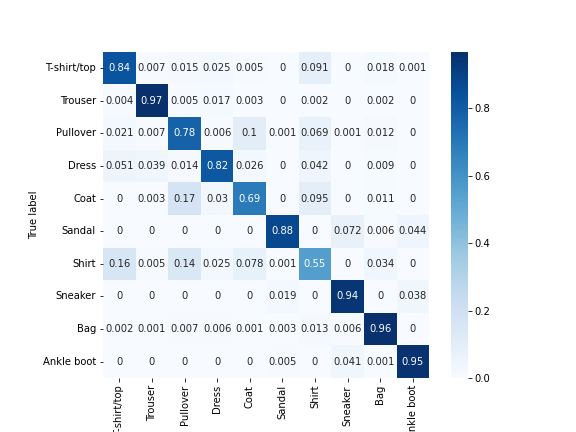 T-shirt/top 0.84 0.007 0.015 0.025 0.005 0 0.091 0 0.018 0.001
Trouser 0.004 0.97 0.005 0.017 0.003 0 0.002 0 0.002 0
Pullover 0.021 0.007 0.78 0.006 0.1 0.001 0.069 0.001 0.012 0
Dress 0.051 0.039 0.014 0.82 0.026 0 0.042 0 0.009 0
Coat 0 0.003 0.17 0.03 0.69 0 0.095 0 0.011 0
Sandal 0 0 0 0 0 0.88 0 0.072 0.006 0.044
Shirt 0.16 0.005 0.14 0.025 0.078 0.001 0.55 0 0.034 0
Sneaker 0 0 0 0 0 0.019 0 0.94 0 0.038
Bag 0.002 0.001 0.007 0.006 0.001 0.003 0.013 0.006 0.96 0
Ankle boot 0 0 0 0 0 0.005 0 0.041 0.001 0.95
True label
-shirt/top
Trouser
Pullover
Dress
Coat
Sandal
Shirt
Sneaker
Bag
nkle boot
0.8
0.6
0.4
0.2
0.0